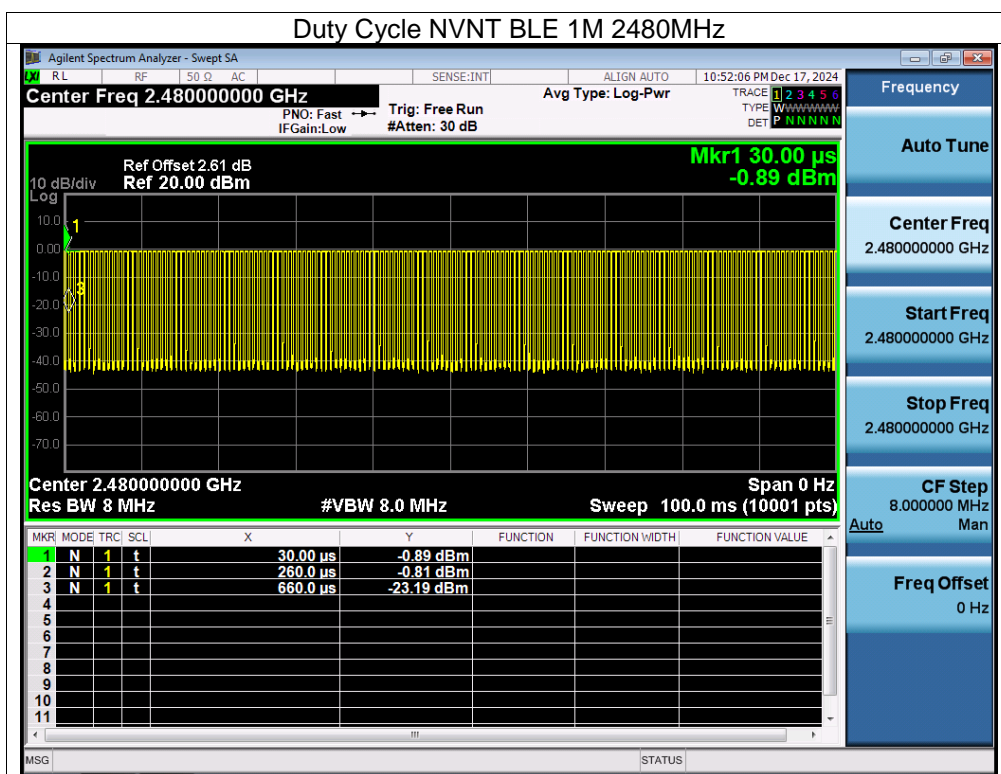 Duty Cycle NVNT BLE 1M 2480MHz
Agilent Spectrum Analyzer - Swept SA
LXI RL RF 50 Ω AC SENSE:INT ALIGN AUTO 10:52:06 PM Dec 17, 2024
Center Freq 2.480000000 GHz Avg Type: Log-Pwr TRACE 1 2 3 4 5 6
PNO: Fast Trig: Free Run TYPE WWWWWWW
IFGain:Low #Atten: 30 dB DET P N N N N N
Frequency
Auto Tune
Center Freq
2.480000000 GHz
Start Freq
2.480000000 GHz
Stop Freq
2.480000000 GHz
CF Step
8.000000 MHz
Auto Man
Freq Offset
0 Hz
Mkr1 30.00 µs
-0.89 dBm
Ref Offset 2.61 dB
10 dB/div Ref 20.00 dBm
Log
10.0
0.00
-10.0
-20.0
-30.0
-40.0
-50.0
-60.0
-70.0
1
3
Center 2.480000000 GHz Span 0 Hz
Res BW 8 MHz #VBW 8.0 MHz Sweep 100.0 ms (10001 pts)
MKR MODE TRC SCL X Y FUNCTION FUNCTION WIDTH FUNCTION VALUE
1 N 1 t 30.00 µs -0.89 dBm
2 N 1 t 260.0 µs -0.81 dBm
3 N 1 t 660.0 µs -23.19 dBm
4
5
6
7
8
9
10
11
MSG STATUS